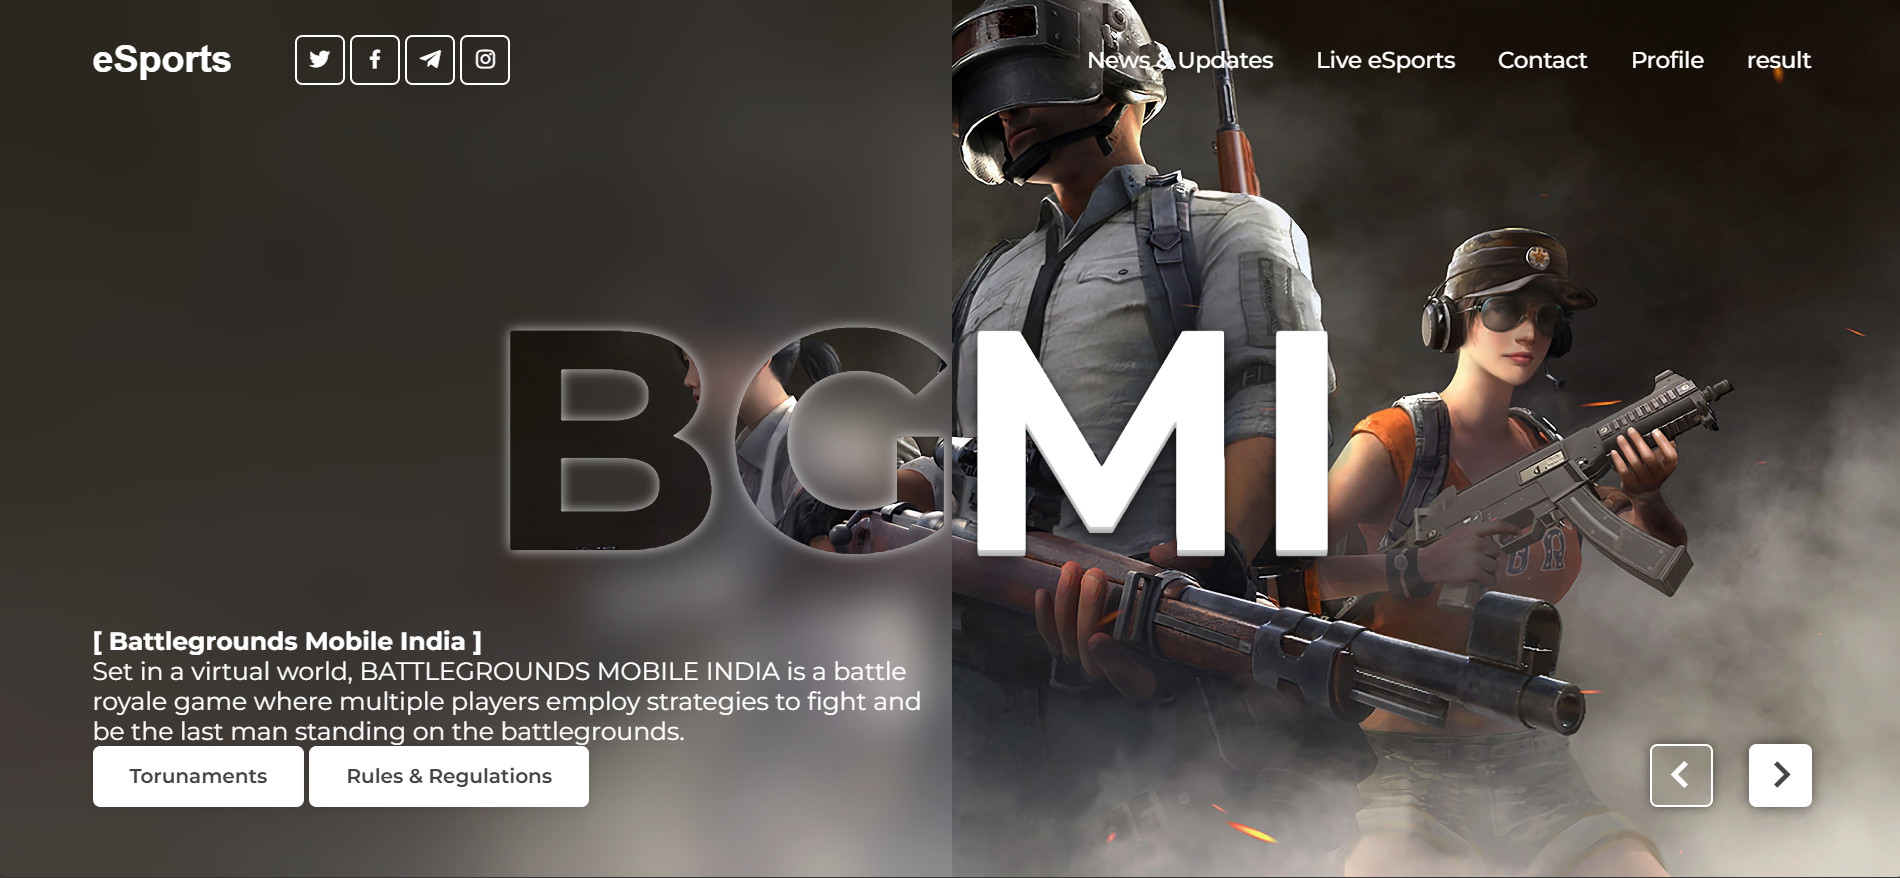 eSports
News & Updates
Live eSports
Contact
Profile
result
BGMI
[ Battlegrounds Mobile India ]
Set in a virtual world, BATTLEGROUNDS MOBILE INDIA is a battle
royale game where multiple players employ strategies to fight and
be the last man standing on the battlegrounds.
Torunaments
Rules & Regulations